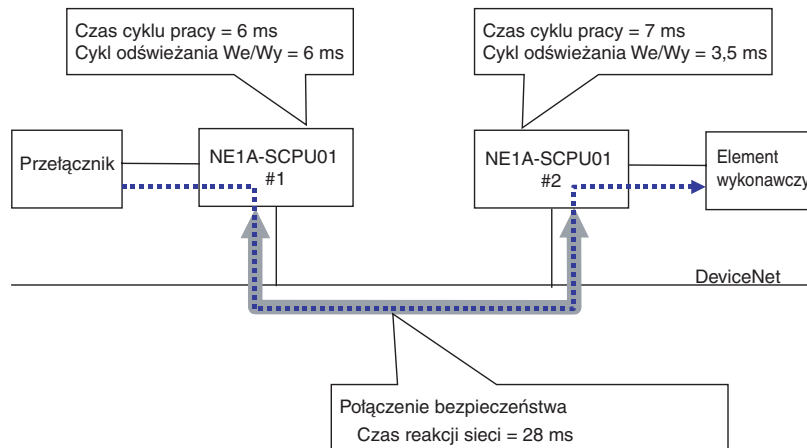 Czas cyklu pracy = 6 ms
Cykl odświeżania We/Wy = 6 ms
Czas cyklu pracy = 7 ms
Cykl odświeżania We/Wy = 3,5 ms
Przełącznik
NE1A-SCPU01
#1
NE1A-SCPU01
#2
Element
wykonawczy
DeviceNet
Połączenie bezpieczeństwa
Czas reakcji sieci = 28 ms